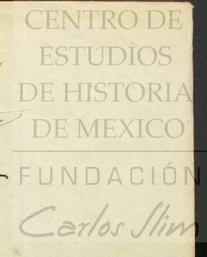 CENTRO DE
ESTUDIOS
DE HISTORIA
DE MEXICO
FUNDACIÓN
Carlos Slim